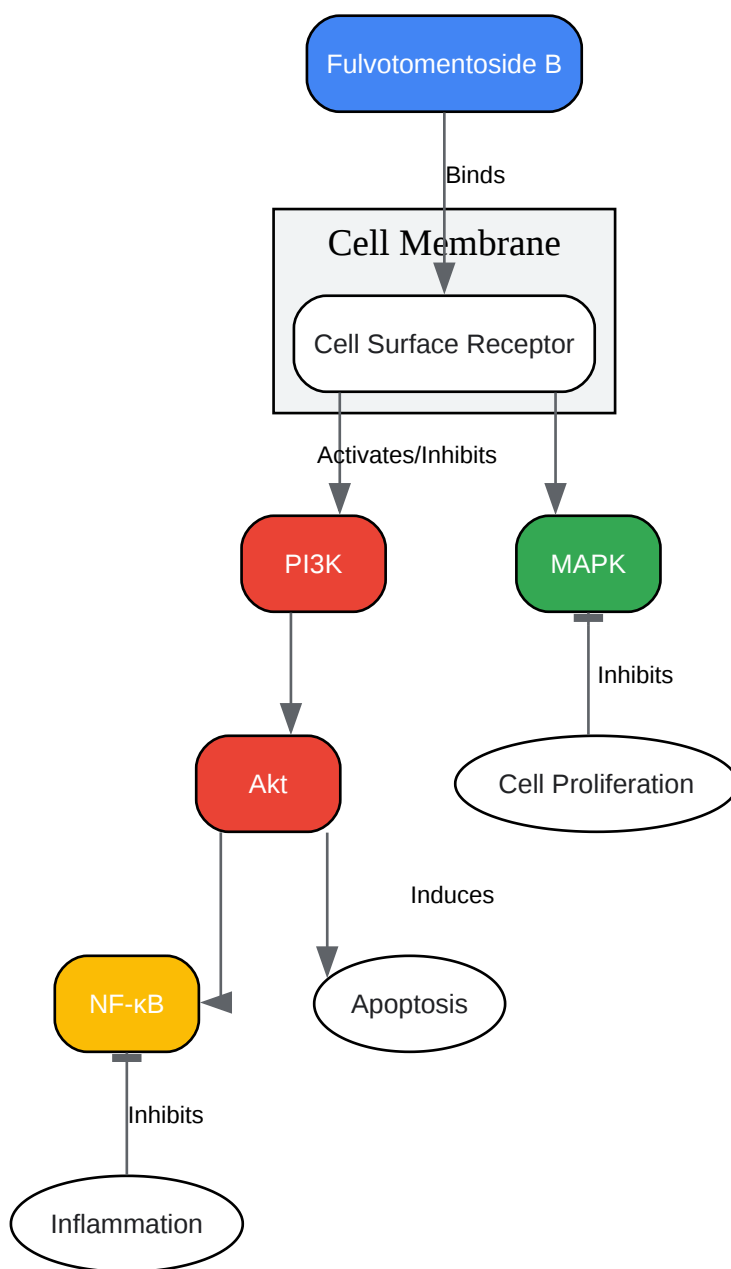 Fulvotomentoside B
Binds
Cell Membrane
Cell Surface Receptor
Activates/Inhibits
PI3K
MAPK
Inhibits
Akt
Cell Proliferation
Induces
NF-κB
Apoptosis
Inhibits
Inflammation